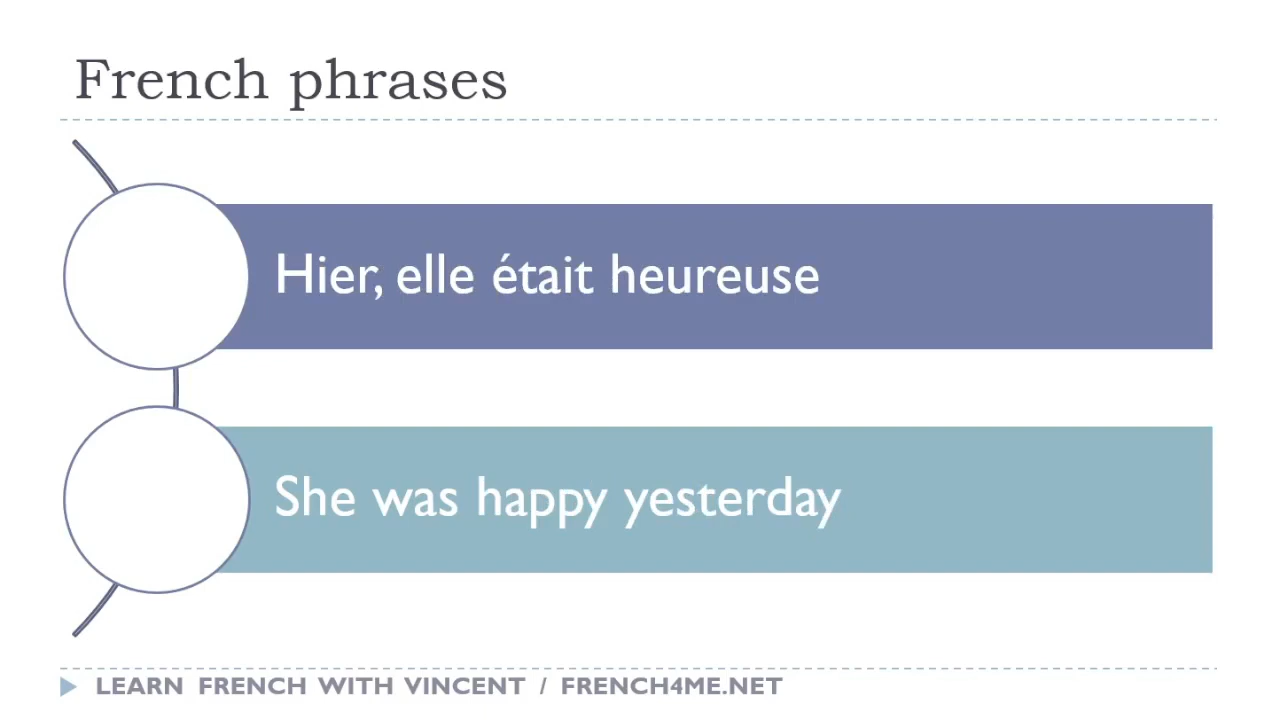 French phrases
Hier, elle était heureuse
She was happy yesterday
LEARN FRENCH WITH VINCENT / FRENCH4ME.NET